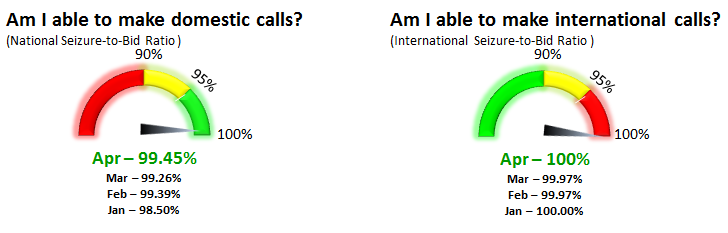 Am I able to make domestic calls?
(National Seizure-to-Bid Ratio )
90%
95%
100%
Apr – 99.45%
Mar – 99.26%
Feb – 99.39%
Jan – 98.50%
Am I able to make international calls?
(International Seizure-to-Bid Ratio )
90%
95%
100%
Apr – 100%
Mar – 99.97%
Feb – 99.97%
Jan – 100.00%